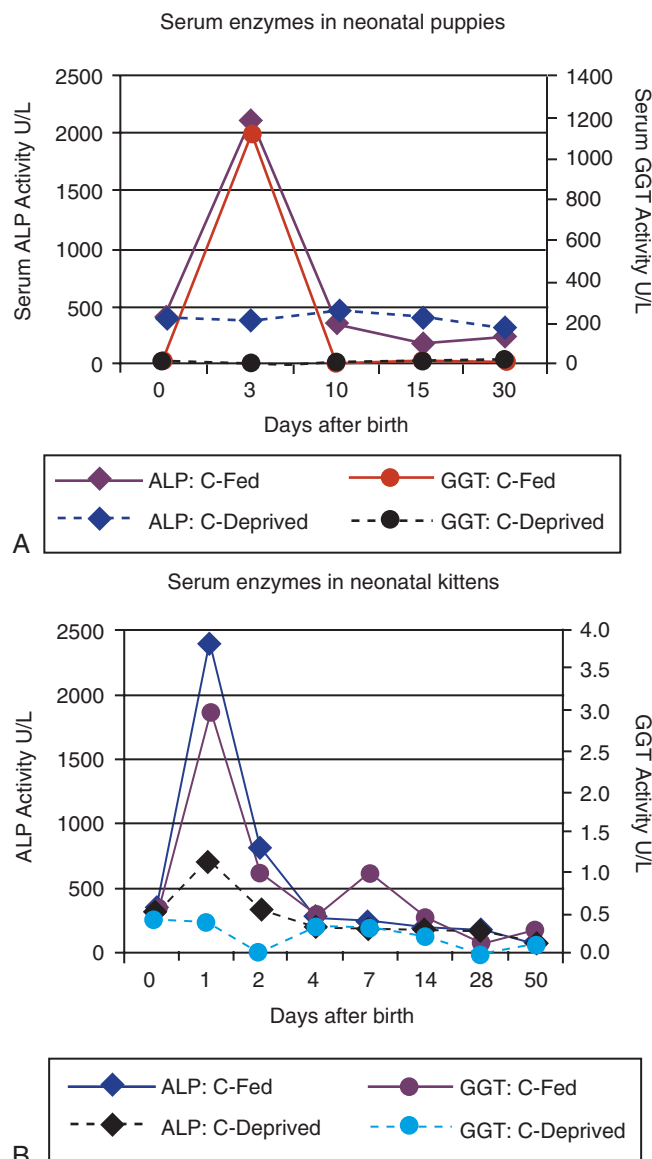 Serum enzymes in neonatal puppies
Serum ALP Activity U/L
2500
2000
1500
1000
500
0
1400
1200
1000
800
600
400
200
0
Serum GGT Activity U/L
0 3 10 15 30
Days after birth
ALP: C-Fed GGT: C-Fed
ALP: C-Deprived GGT: C-Deprived
A
Serum enzymes in neonatal kittens
ALP Activity U/L
2500
2000
1500
1000
500
0
4.0
3.5
3.0
2.5
2.0
1.5
1.0
0.5
0.0
GGT Activity U/L
0 1 2 4 7 14 28 50
Days after birth
ALP: C-Fed GGT: C-Fed
ALP: C-Deprived GGT: C-Deprived
B